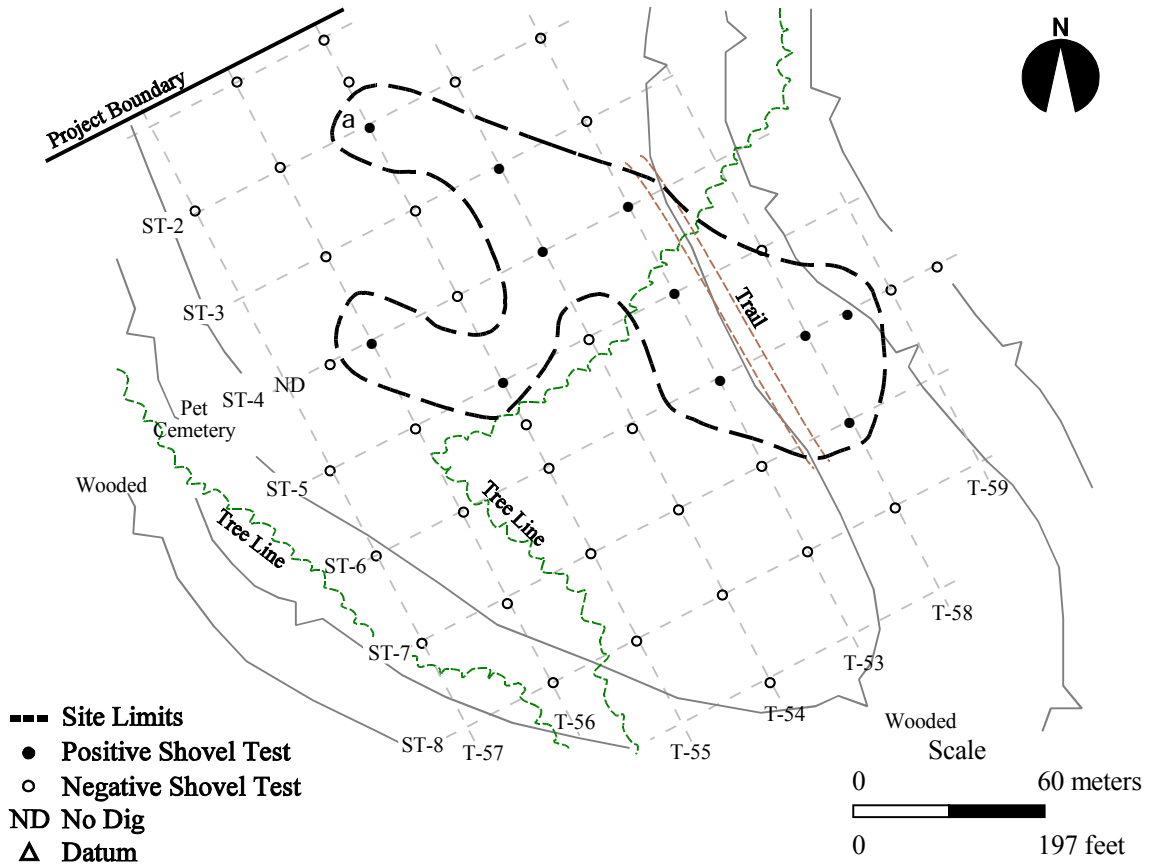 N
Project Boundary
a
ST-2
ST-3
Trail
ND
ST-4
Pet
Cemetery
Wooded
ST-5
T-59
Tree Line
Tree Line
ST-6
T-58
ST-7
T-53
T-54
T-56
Wooded
ST-8
T-57
T-55
Site Limits
Positive Shovel Test
Negative Shovel Test
ND No Dig
Datum
Scale
0 60 meters
0 197 feet